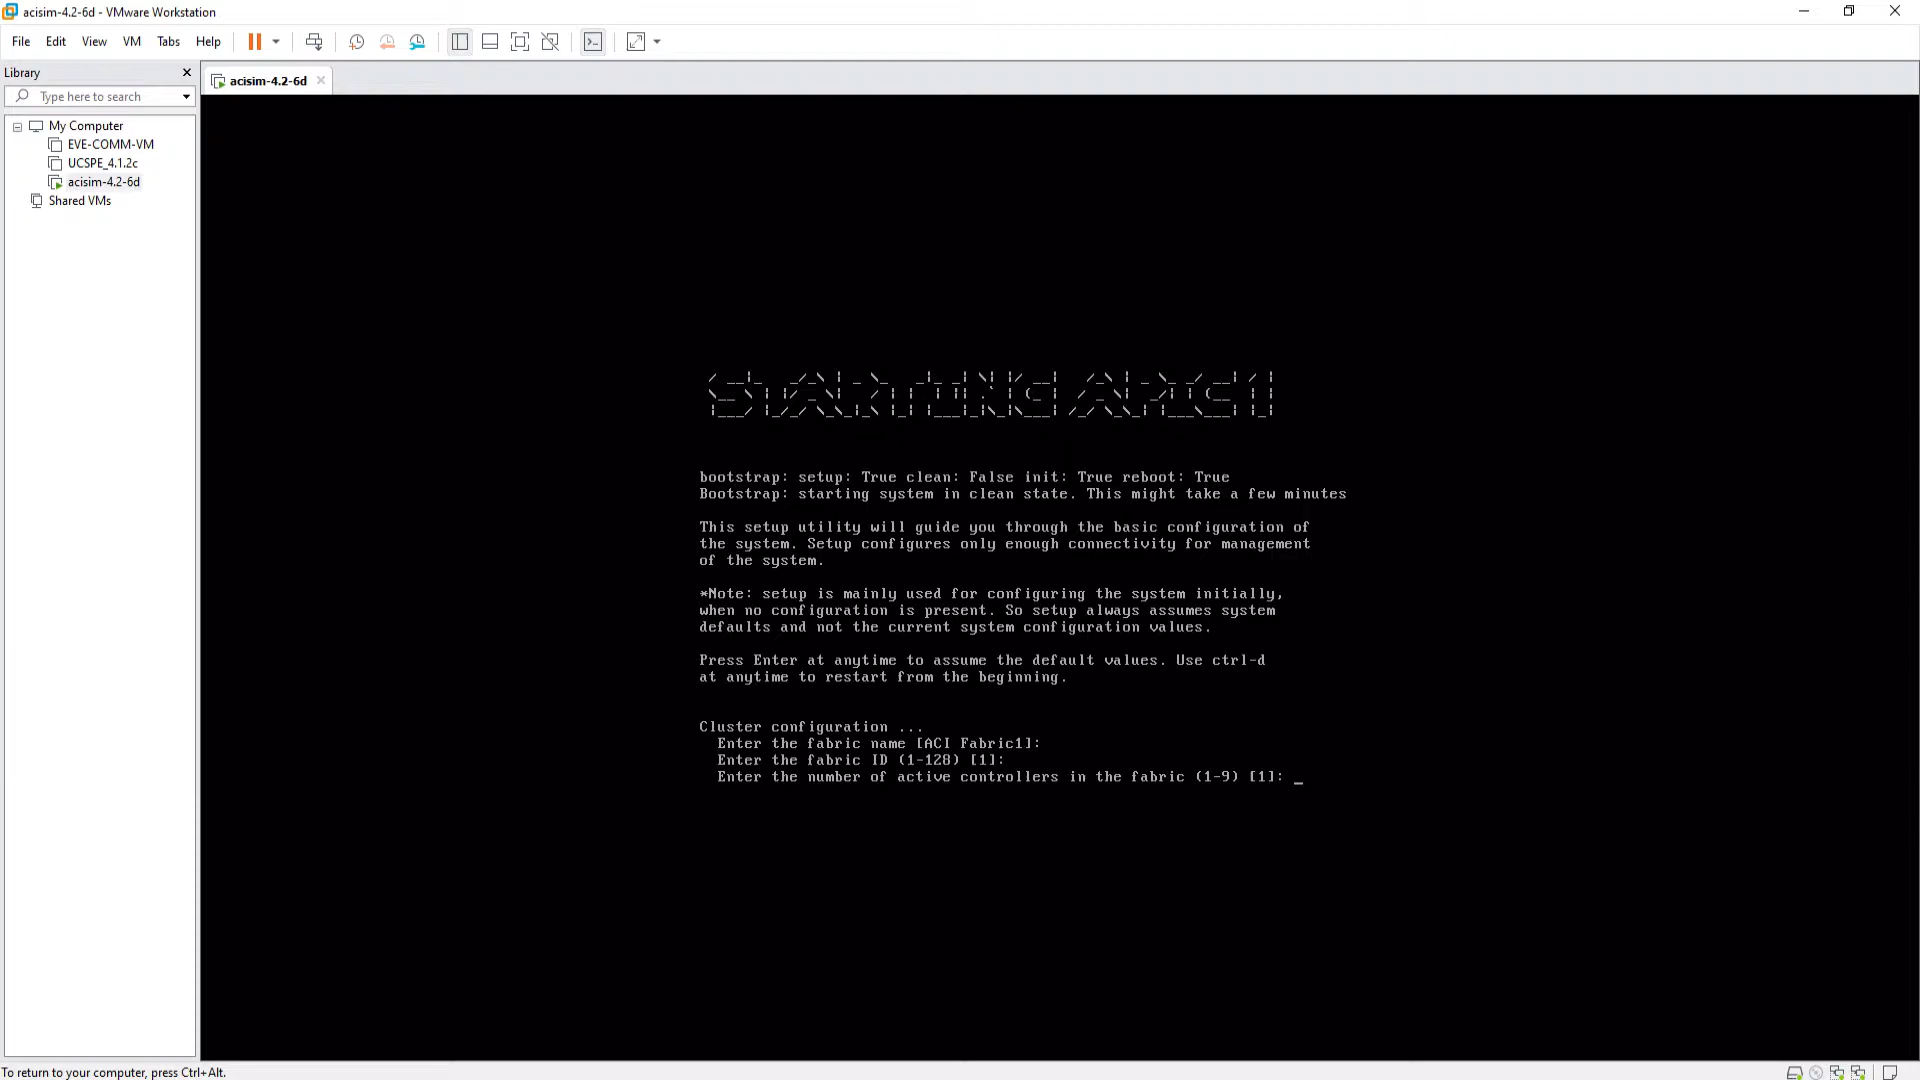 acisim-4.2-6d - VMware Workstation
File Edit View VM Tabs Help
Library
acisim-4.2-6d
Type here to search
My Computer
EVE-COMM-VM
UCSPE_4.1.2c
acisim-4.2-6d
Shared VMs
STARTING APIC1
bootstrap: setup: True clean: False init: True reboot: True
Bootstrap: starting system in clean state. This might take a few minutes
This setup utility will guide you through the basic configuration of
the system. Setup configures only enough connectivity for management
of the system.
*Note: setup is mainly used for configuring the system initially,
when no configuration is present. So setup always assumes system
defaults and not the current system configuration values.
Press Enter at anytime to assume the default values. Use ctrl-d
at anytime to restart from the beginning.
Cluster configuration ...
Enter the fabric name [ACI Fabric1]:
Enter the fabric ID (1-128) [1]:
Enter the number of active controllers in the fabric (1-9) [1]: _
To return to your computer, press Ctrl+Alt.